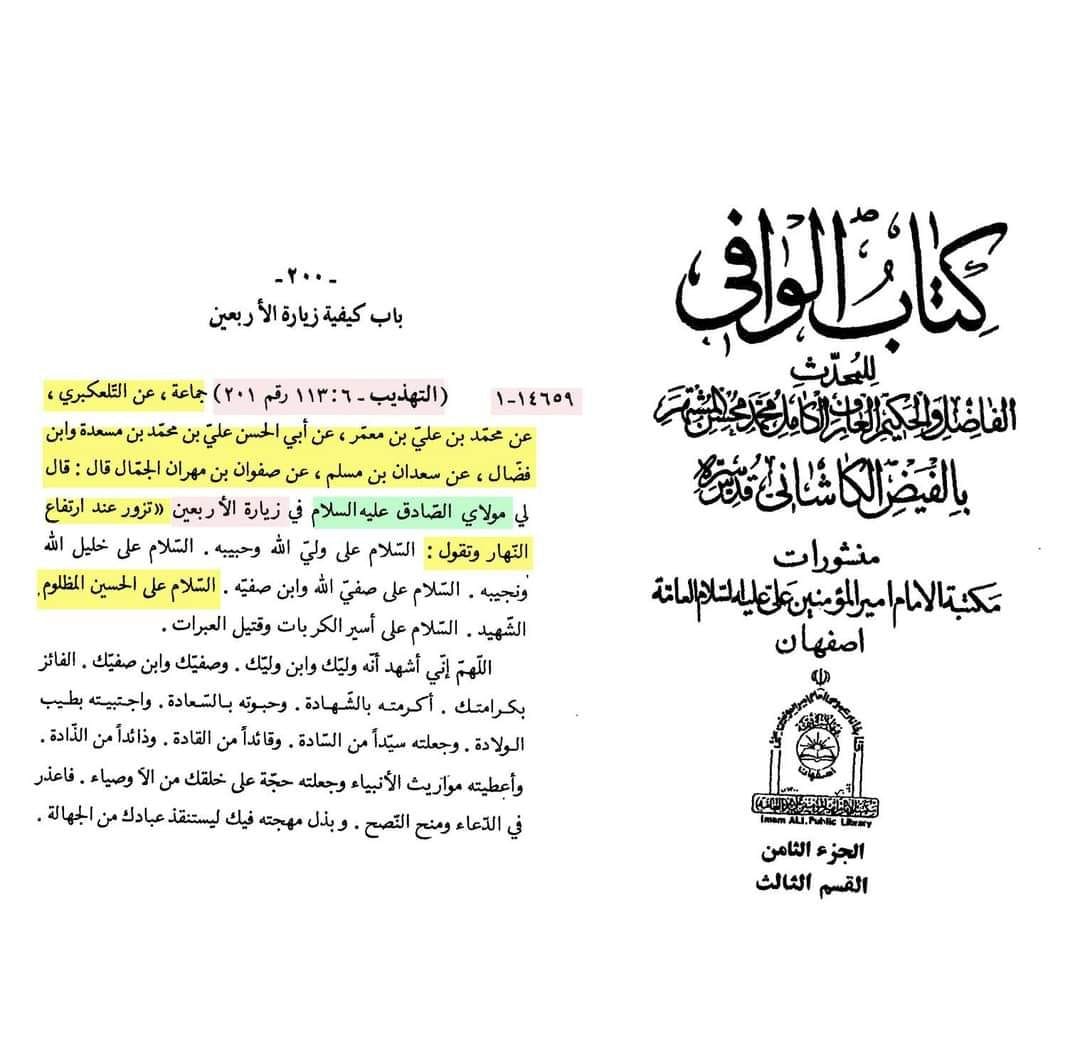 كتاب الوافي
للمحدّث
الفاضل والحكيم العارف الكامل محمد محسن المشتهر
بالفيض الكاشاني قدس سره
منشورات
مكتبة الامام اميرالمؤمنين علي عليه السلام العامة
اصفهان
اصفهان
Imam ALI, Public Library
الجزء الثامن
القسم الثالث
- ٢٠٠ -
باب كيفية زيارة الأربعين
١٤٦٥٩-١ (التهذيب - ٦:١١٣ رقم ٢٠١) جماعة ، عن التّلعكبري ،
عن محمّد بن عليّ بن معمّر ، عن أبي الحسن عليّ بن محمّد بن مسعدة وابن
فضّال ، عن سعدان بن مسلم ، عن صفوان بن مهران الجمّال قال : قال
لي مولاي الصّادق عليه السلام في زيارة الأربعين «تزور عند ارتفاع
النّهار وتقول : السّلام على وليّ الله وحبيبه . السّلام على خليل الله
ونجيبه . السّلام على صفيّ الله وابن صفيّه . السّلام على الحسين المظلوم
الشّهيد . السّلام على أسير الكربات وقتيل العبرات .
اللّهمّ إنّي أشهد أنّه وليّك وابن وليّك . وصفيّك وابن صفيّك . الفائز
بكرامتك . أكرمته بالشّهادة . وحبوته بالسّعادة . واجتبيته بطيب
الولادة . وجعلته سيّداً من السّادة . وقائداً من القادة . وذائداً من الذّادة .
وأعطيته مواريث الأنبياء وجعلته حجّة على خلقك من الأوصياء . فاعذر
في الدّعاء ومنح النّصح . وبذل مهجته فيك ليستنقذ عبادك من الجهالة .